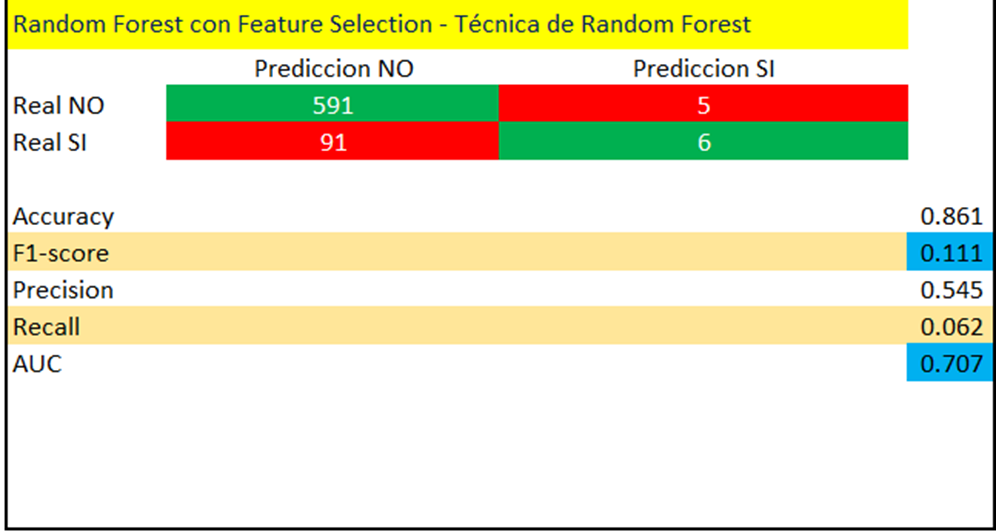 Random Forest con Feature Selection - Técnica de Random Forest
Prediccion NO Prediccion SI
Real NO 591 5
Real SI 91 6
Accuracy 0.861
F1-score 0.111
Precision 0.545
Recall 0.062
AUC 0.707